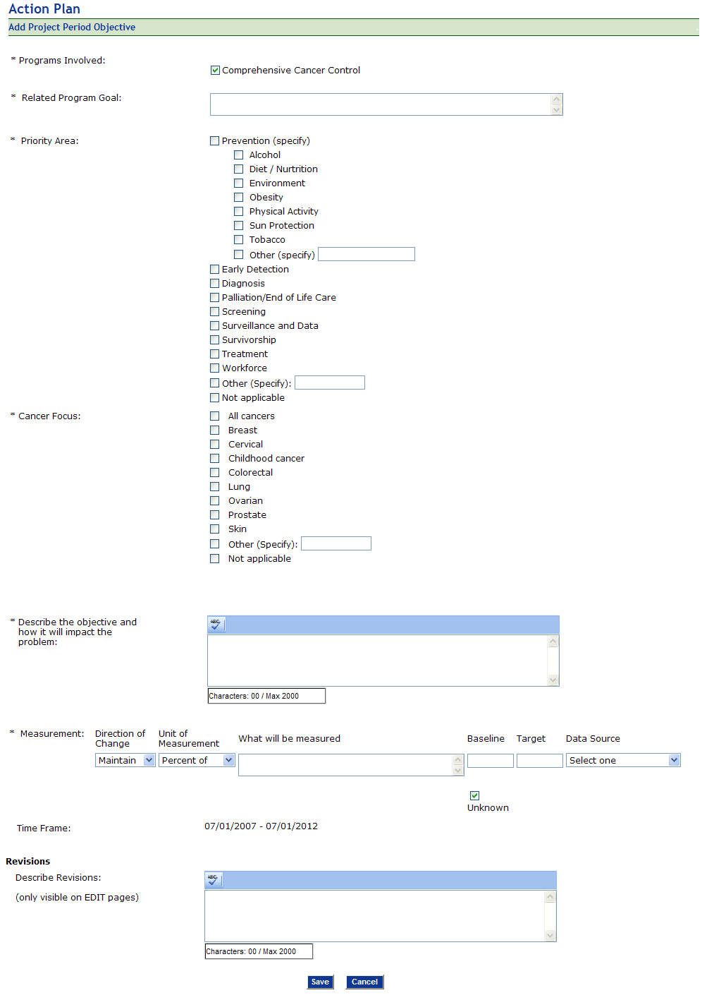 Action Plan
Add Project Period Objective
* Programs Involved:
Comprehensive Cancer Control
* Related Program Goal:
* Priority Area:
Prevention (specify)
Alcohol
Diet / Nurtrition
Environment
Obesity
Physical Activity
Sun Protection
Tobacco
Other (specify)
Early Detection
Diagnosis
Palliation/End of Life Care
Screening
Surveillance and Data
Survivorship
Treatment
Workforce
Other (Specify):
Not applicable
* Cancer Focus:
All cancers
Breast
Cervical
Childhood cancer
Colorectal
Lung
Ovarian
Prostate
Skin
Other (Specify):
Not applicable
* Describe the objective and
how it will impact the
problem:
ABC
Characters: 00 / Max 2000
* Measurement:
Direction of
Change
Unit of
Measurement
What will be measured
Baseline
Target
Data Source
Maintain
Percent of
Select one
Unknown
Time Frame:
07/01/2007 - 07/01/2012
Revisions
Describe Revisions:
(only visible on EDIT pages)
ABC
Characters: 00 / Max 2000
Save
Cancel